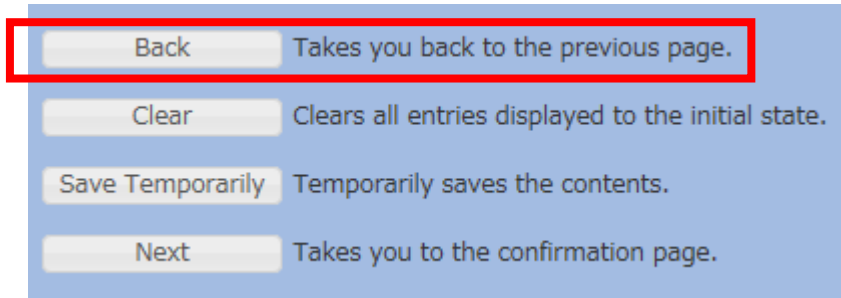 Back Takes you back to the previous page.
Clear Clears all entries displayed to the initial state.
Save Temporarily Temporarily saves the contents.
Next Takes you to the confirmation page.